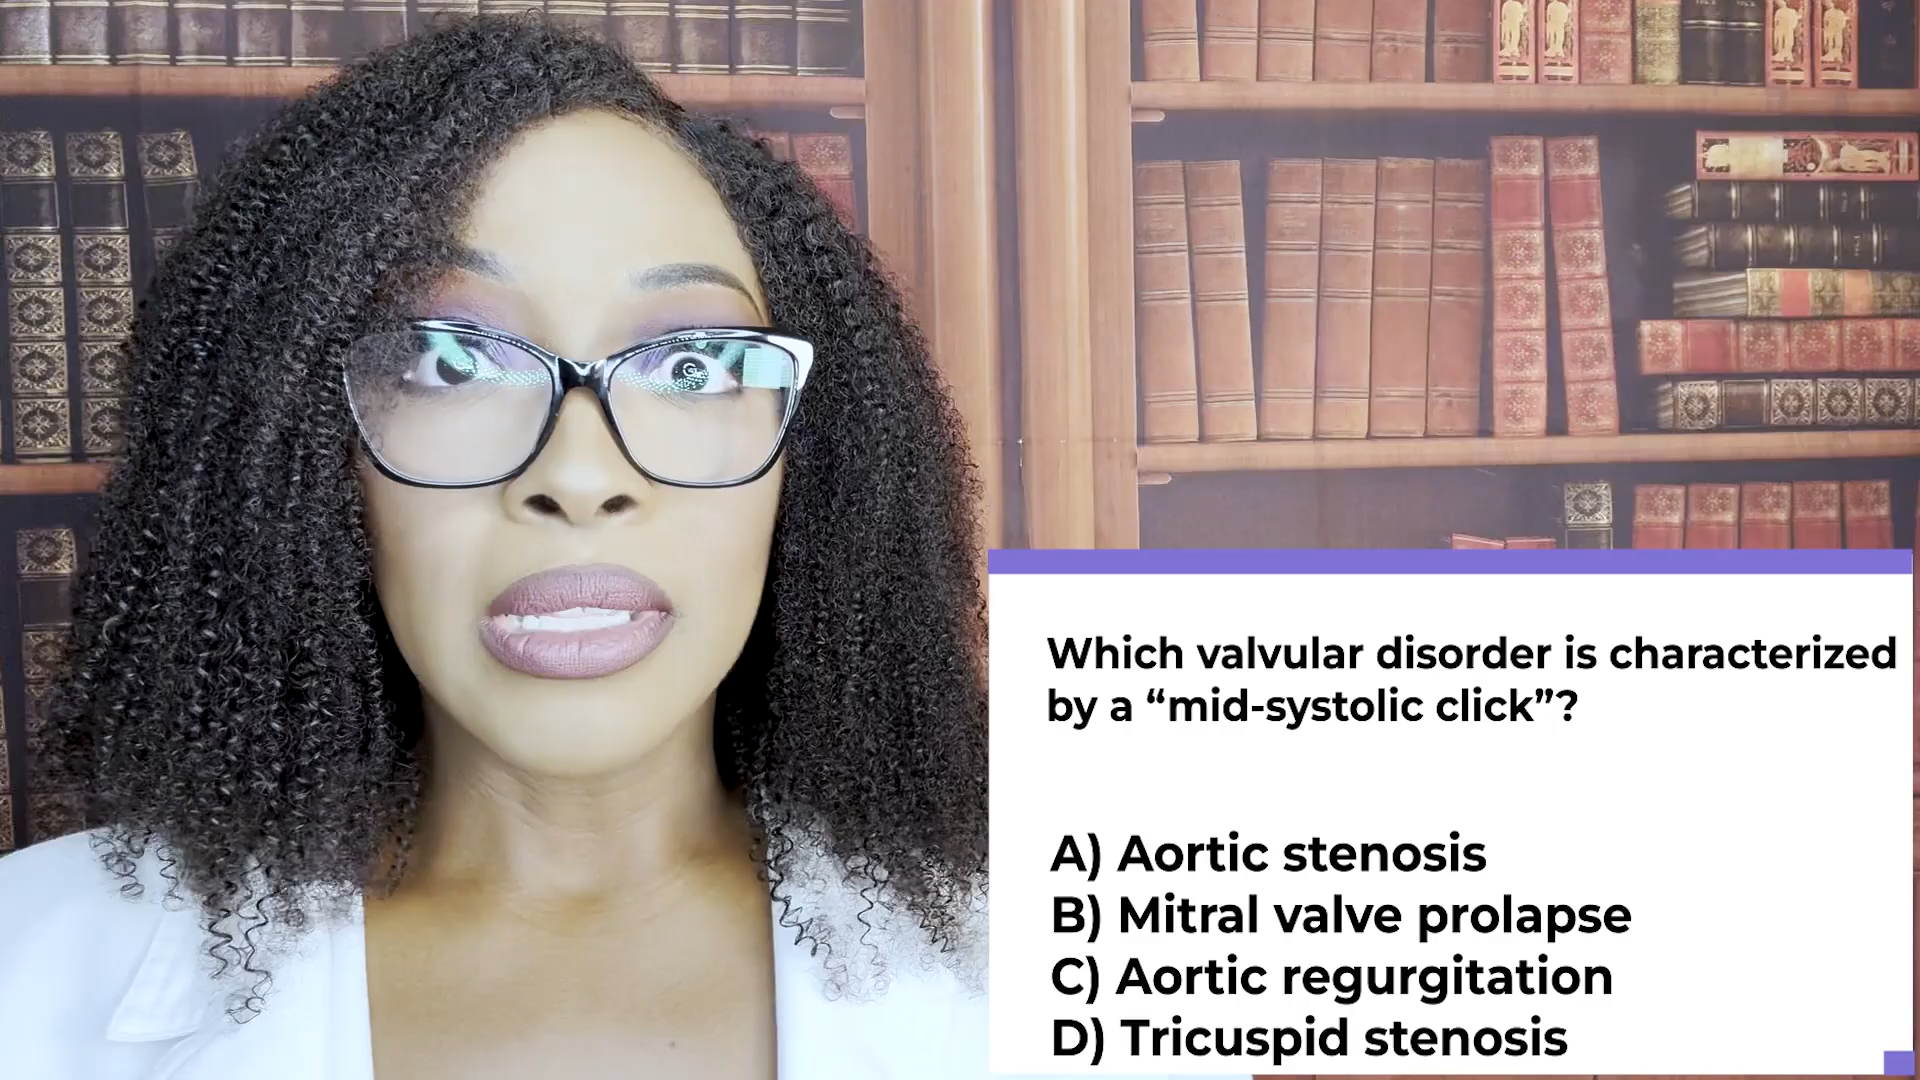 Which valvular disorder is characterized
by a “mid-systolic click”?
A) Aortic stenosis
B) Mitral valve prolapse
C) Aortic regurgitation
D) Tricuspid stenosis